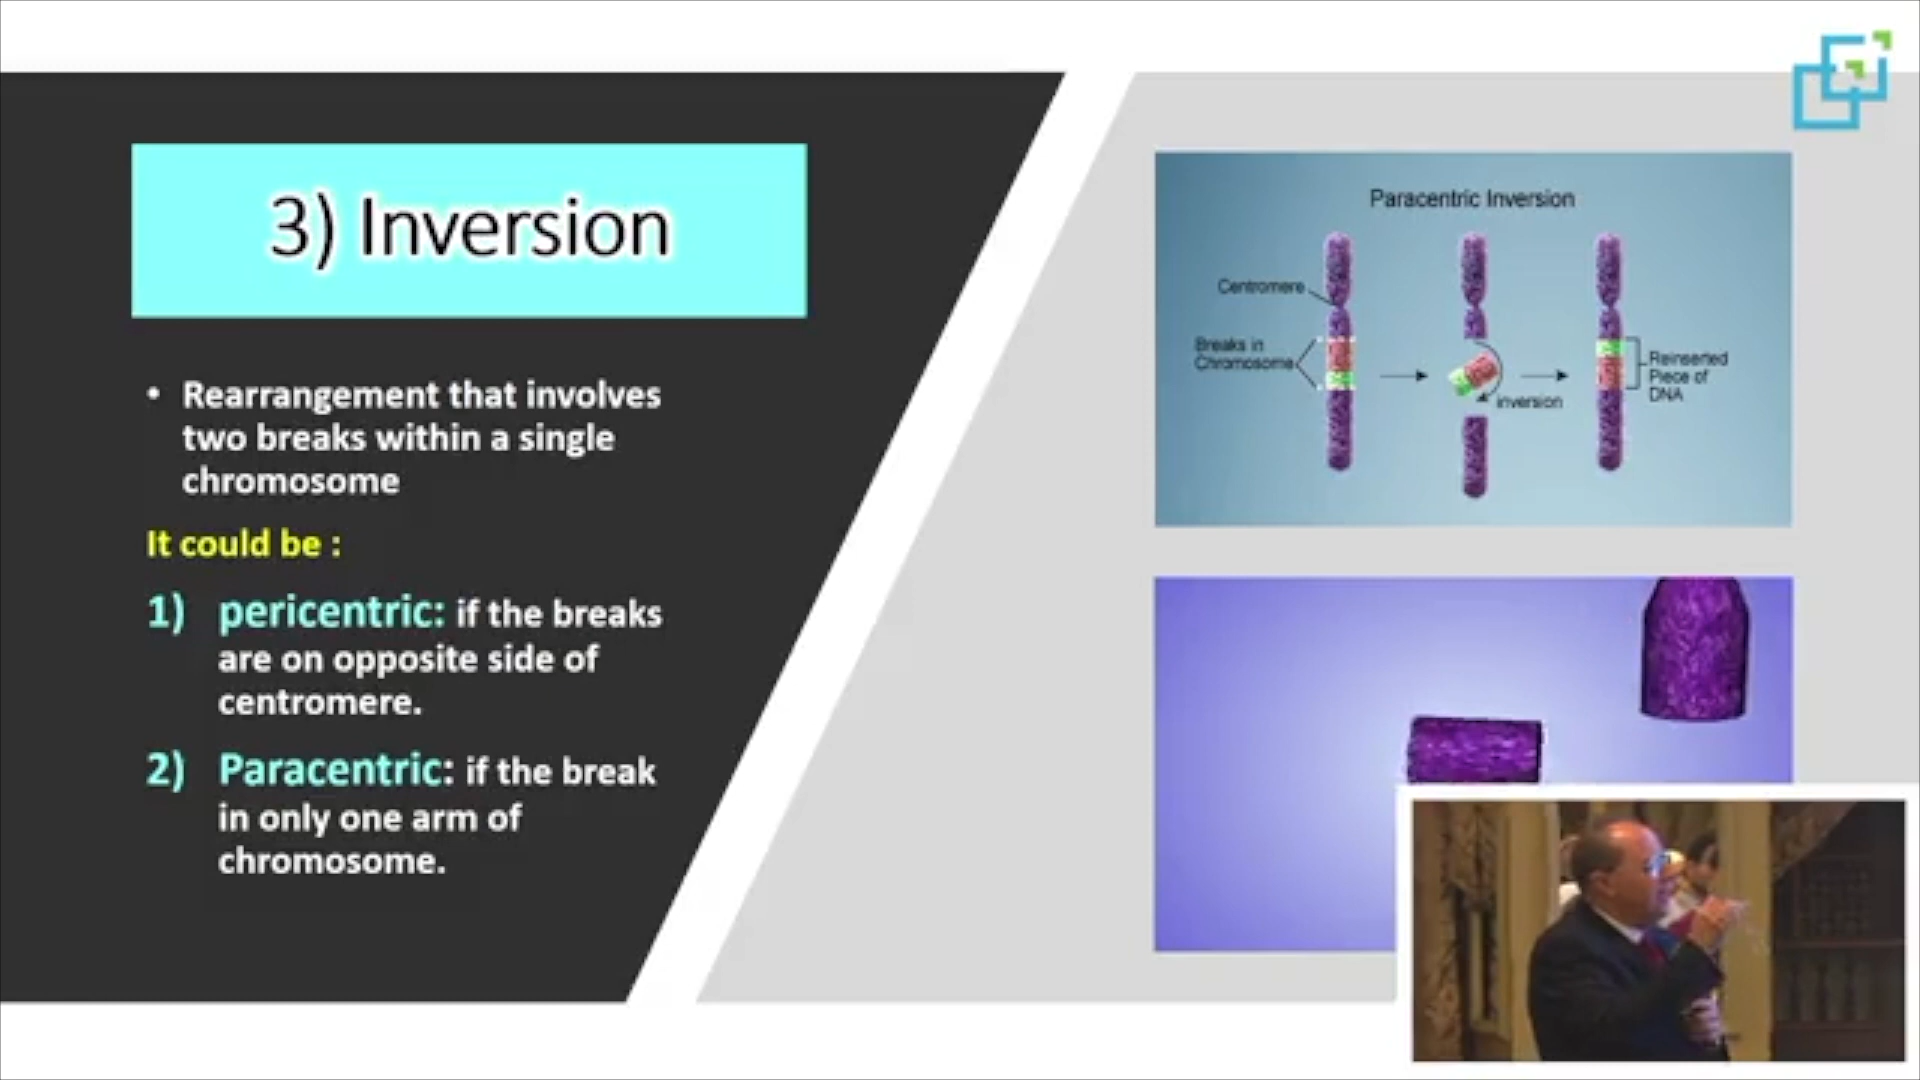 3) Inversion
• Rearrangement that involves
two breaks within a single
chromosome
It could be :
1) pericentric: if the breaks
are on opposite side of
centromere.
2) Paracentric: if the break
in only one arm of
chromosome.
Paracentric Inversion
Centromere
Breaks in
Chromosome
inversion
Reinserted
Piece of
DNA